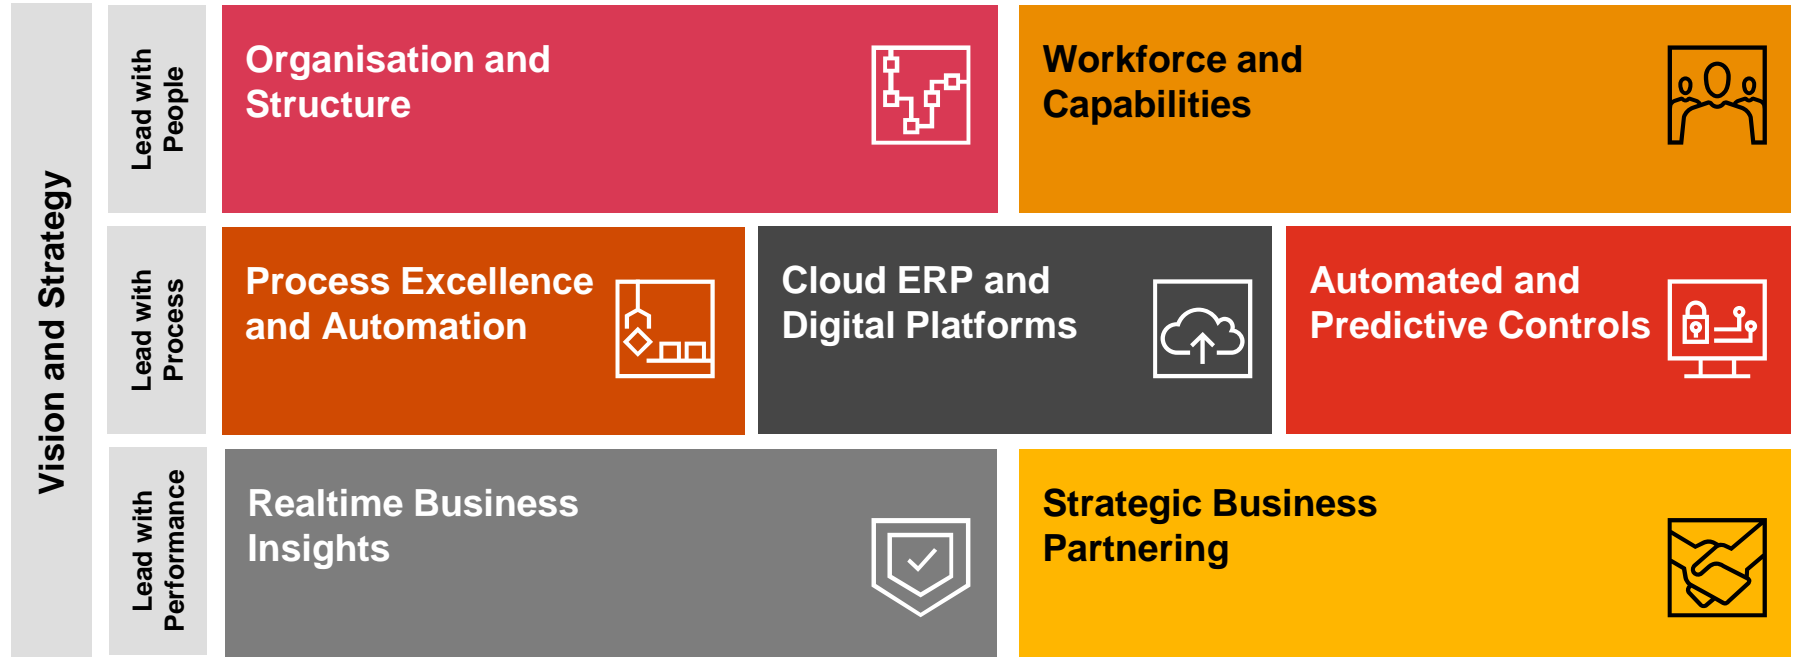 Vision and Strategy
Lead with
People
Organisation and
Structure
Workforce and
Capabilities
Lead with
Process
Process Excellence
and Automation
Cloud ERP and
Digital Platforms
Automated and
Predictive Controls
Lead with
Performance
Realtime Business
Insights
Strategic Business
Partnering